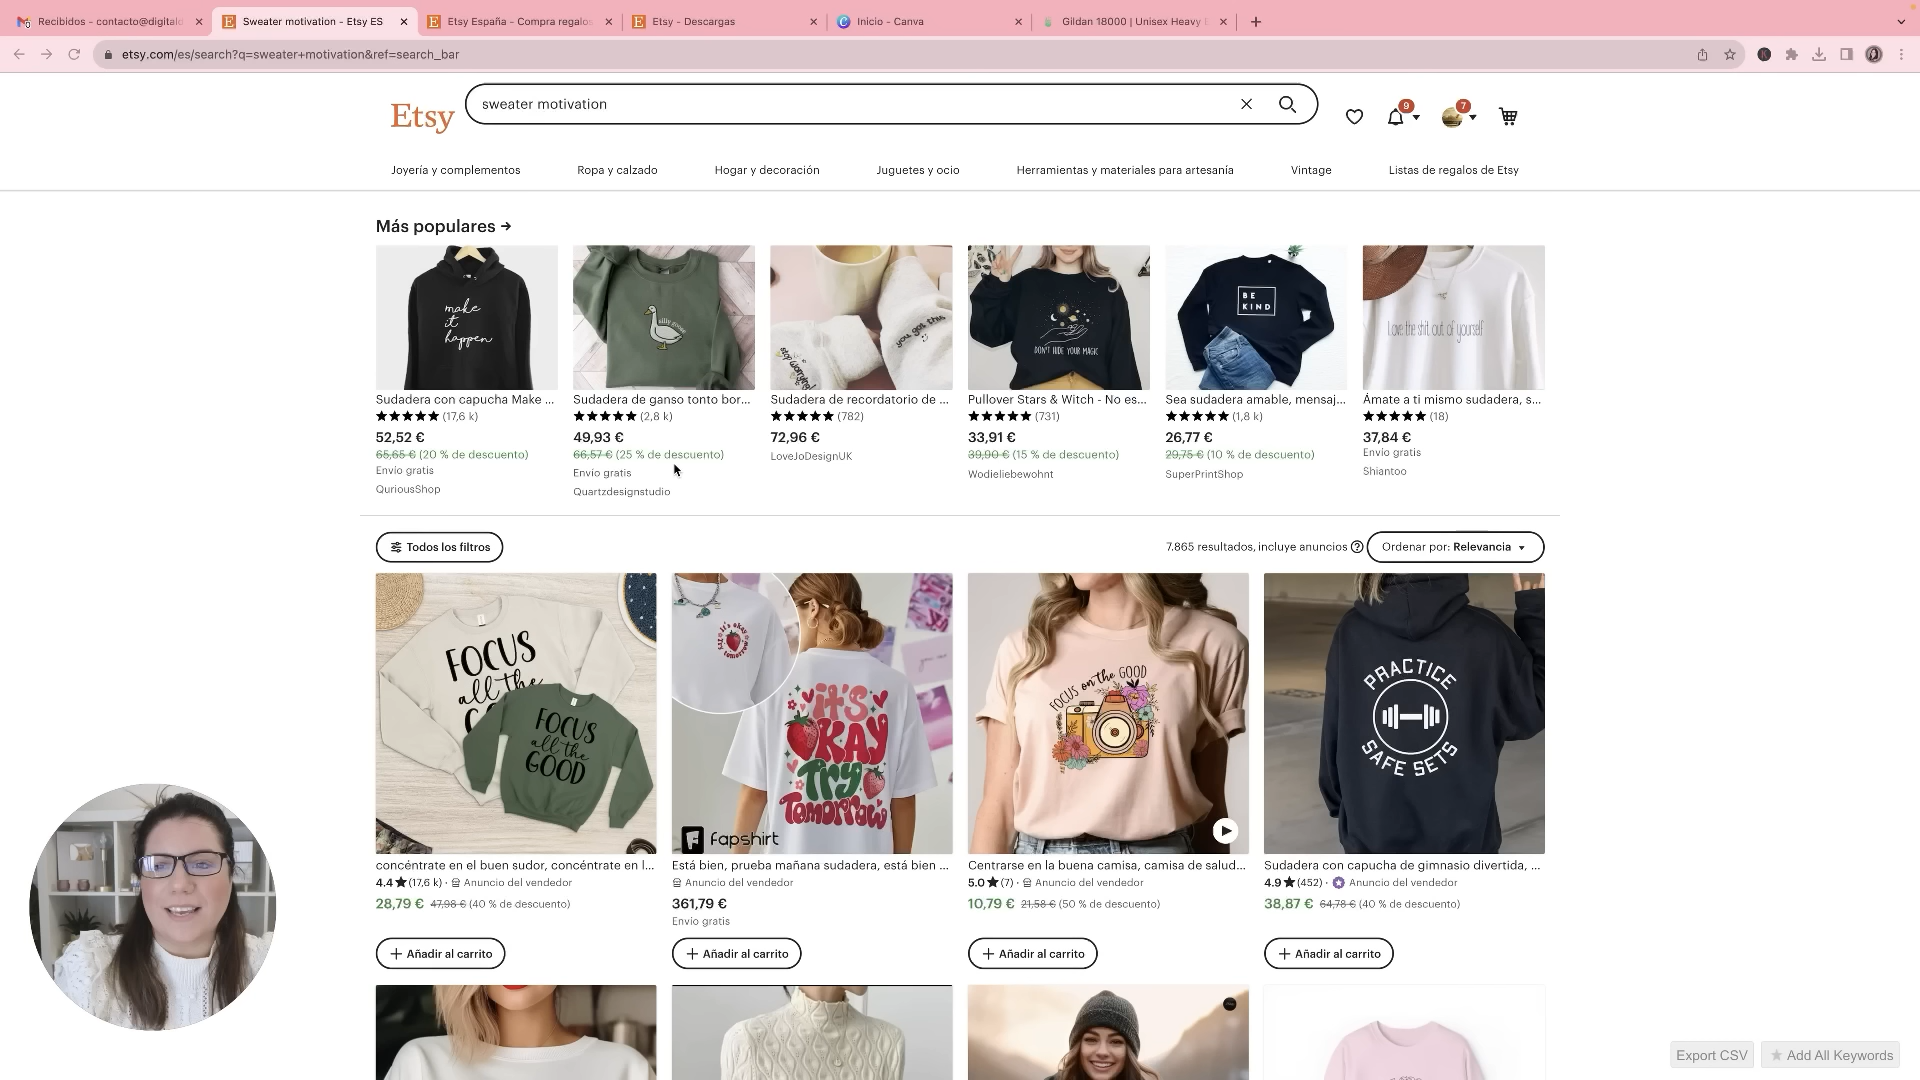 Recibidos - contacto@digital
Sweater motivation - Etsy ES
Etsy España - Compra regalos
Etsy - Descargas
Inicio - Canva
Gildan 18000 | Unisex Heavy
etsy.com/es/search?q=sweater+motivation&ref=search_bar
Etsy
sweater motivation
9
7
Joyería y complementos
Ropa y calzado
Hogar y decoración
Juguetes y ocio
Herramientas y materiales para artesanía
Vintage
Listas de regalos de Etsy
Más populares →
make
it
happen
silly goose
stop worrying!
you got this
DON'T HIDE YOUR MAGIC
BE
KIND
Love the shit out of yourself
Sudadera con capucha Make ...
(17,6 k)
52,52 €
65,65 € (20 % de descuento)
Envío gratis
QuriousShop
Sudadera de ganso tonto bor...
(2,8 k)
49,93 €
66,57 € (25 % de descuento)
Envío gratis
Quartzdesignstudio
Sudadera de recordatorio de ...
(782)
72,96 €
LoveJoDesignUK
Pullover Stars & Witch - No es...
(731)
33,91 €
39,90 € (15 % de descuento)
Wodieliebewohnt
Sea sudadera amable, mensaj...
(1,8 k)
26,77 €
29,75 € (10 % de descuento)
SuperPrintShop
Ámate a ti mismo sudadera, s...
(18)
37,84 €
Envío gratis
Shiantoo
Todos los filtros
7.865 resultados, incluye anuncios
Ordenar por: Relevancia
FOCUS
all the
FOCUS
all the
GOOD
it's okay
try tomorrow
it's
OKAY
Try
Tomorrow
fapshirt
FOCUS on the GOOD
PRACTICE
SAFE SETS
concéntrate en el buen sudor, concéntrate en l...
4.4 (17,6 k) · Anuncio del vendedor
28,79 € 47,98 € (40 % de descuento)
+ Añadir al carrito
Está bien, prueba mañana sudadera, está bien ...
Anuncio del vendedor
361,79 €
Envío gratis
+ Añadir al carrito
Centrarse en la buena camisa, camisa de salud...
5.0 (7) · Anuncio del vendedor
10,79 € 21,58 € (50 % de descuento)
+ Añadir al carrito
Sudadera con capucha de gimnasio divertida, ...
4.9 (452) · Anuncio del vendedor
38,87 € 64,78 € (40 % de descuento)
+ Añadir al carrito
Export CSV
Add All Keywords